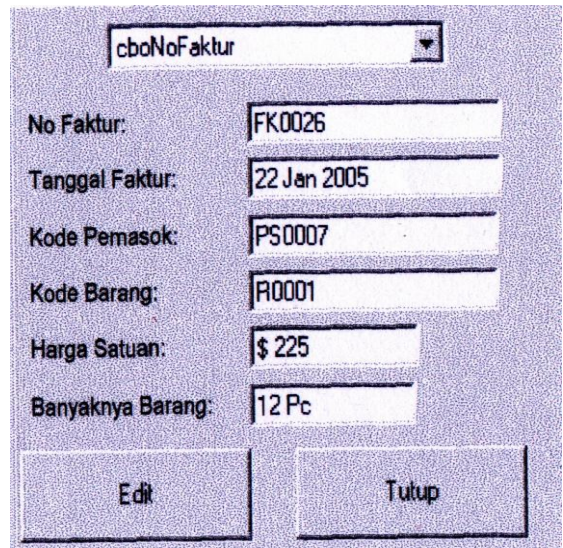 cboNoFaktur
No Faktur: FK0026
Tanggal Faktur: 22 Jan 2005
Kode Pemasok: PS0007
Kode Barang: R0001
Harga Satuan: $ 225
Banyaknya Barang: 12 Pc
Edit Tutup